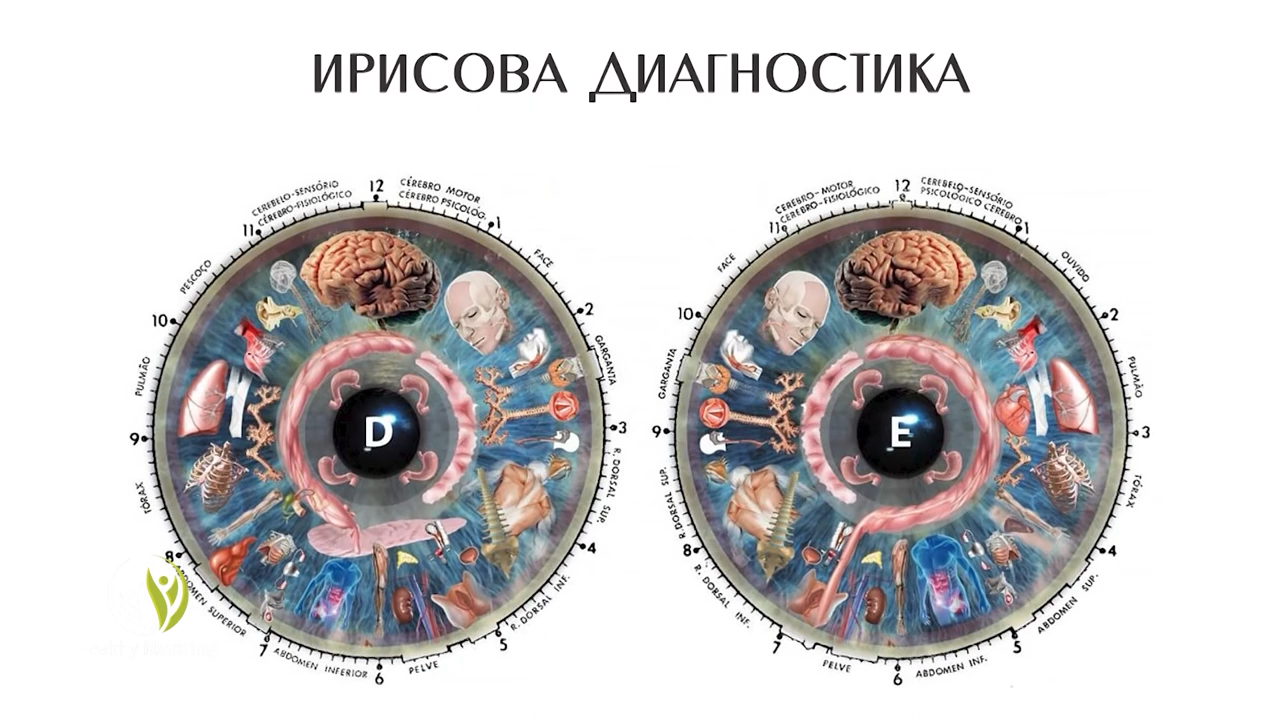 ИРИСОВА ДИАГНОСТИКА
CEREBELO-SENSÓRIO
CÉREBRO-FISIOLÓGICO
12
CÉREBRO MOTOR
CÉREBRO PSICOLÓG.
1
FACE
2
GARGANTA
3
R. DORSAL SUP.
4
R. DORSAL INF.
5
PELVE
6
ABDOMEN INFERIOR
7
ABDOMEN SUPERIOR
8
TÓRAX
9
PULMÃO
10
PESCOÇO
11
D
CEREBRO-MOTOR
CEREBRO-FISIOLÓGICO
12
CEREBELO-SENSÓRIO
PSICOLÓGICO CEREBRO
1
OUVIDO
2
PULMÃO
3
TÓRAX
4
ABDOMEN SUP.
5
ABDOMEN INF.
6
PELVE
7
R. DORSAL INF.
8
R. DORSAL SUP.
9
GARGANTA
10
FACE
11
E